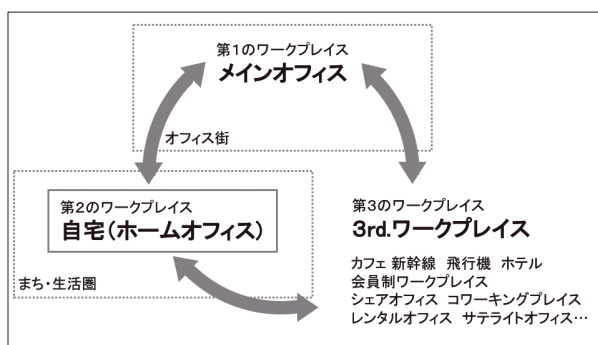 第1のワークプレイス
メインオフィス
オフィス街
第2のワークプレイス
自宅(ホームオフィス)
まち・生活圏
第3のワークプレイス
3rd.ワークプレイス
カフェ 新幹線 飛行機 ホテル
会員制ワークプレイス
シェアオフィス コワーキングプレイス
レンタルオフィス サテライトオフィス…